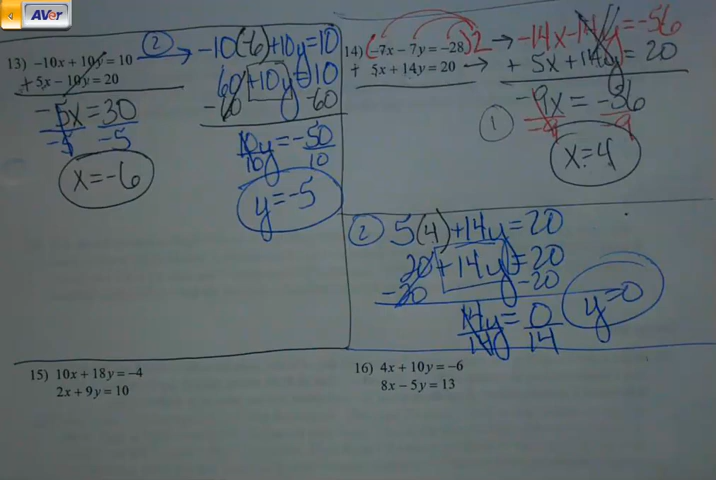 AVer
13) -10x + 10y = 10
+ 5x - 10y = 20
-5x = 30
-5 -5
x = -6
2
-10(-6)+10y=10
60+10y=10
-60 -60
10y = -50
10 10
y = -5
14) (-7x - 7y = -28)2
+ 5x + 14y = 20
-14x-14y=-56
+ 5x+14y= 20
-9x = -36
-9 -9
1
x = 4
2
5(4)+14y=20
20+14y=20
-20 -20
14y = 0
14 14
y=0
15) 10x + 18y = -4
2x + 9y = 10
16) 4x + 10y = -6
8x - 5y = 13